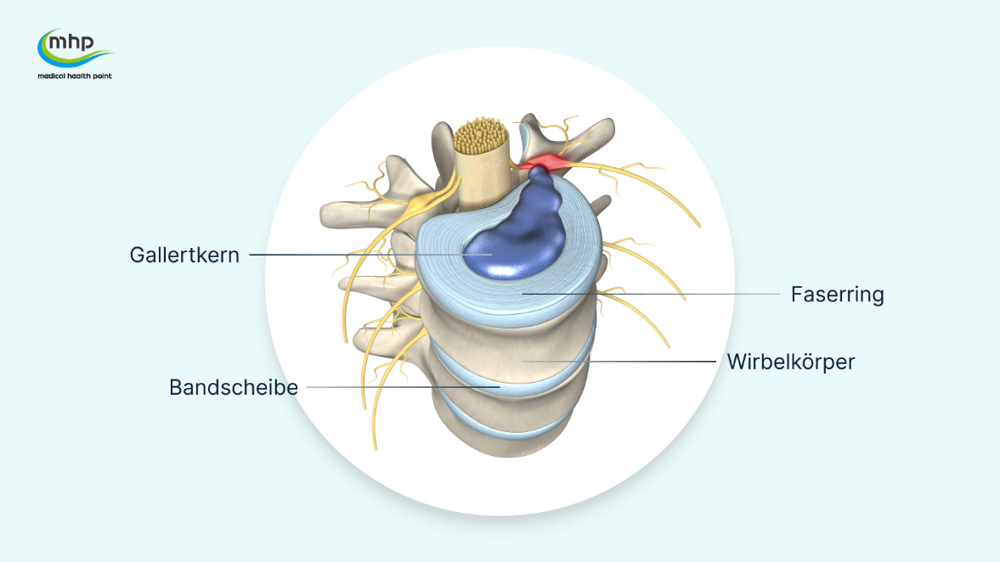 mhp
medical health point
Gallertkern
Faserring
Wirbelkörper
Bandscheibe